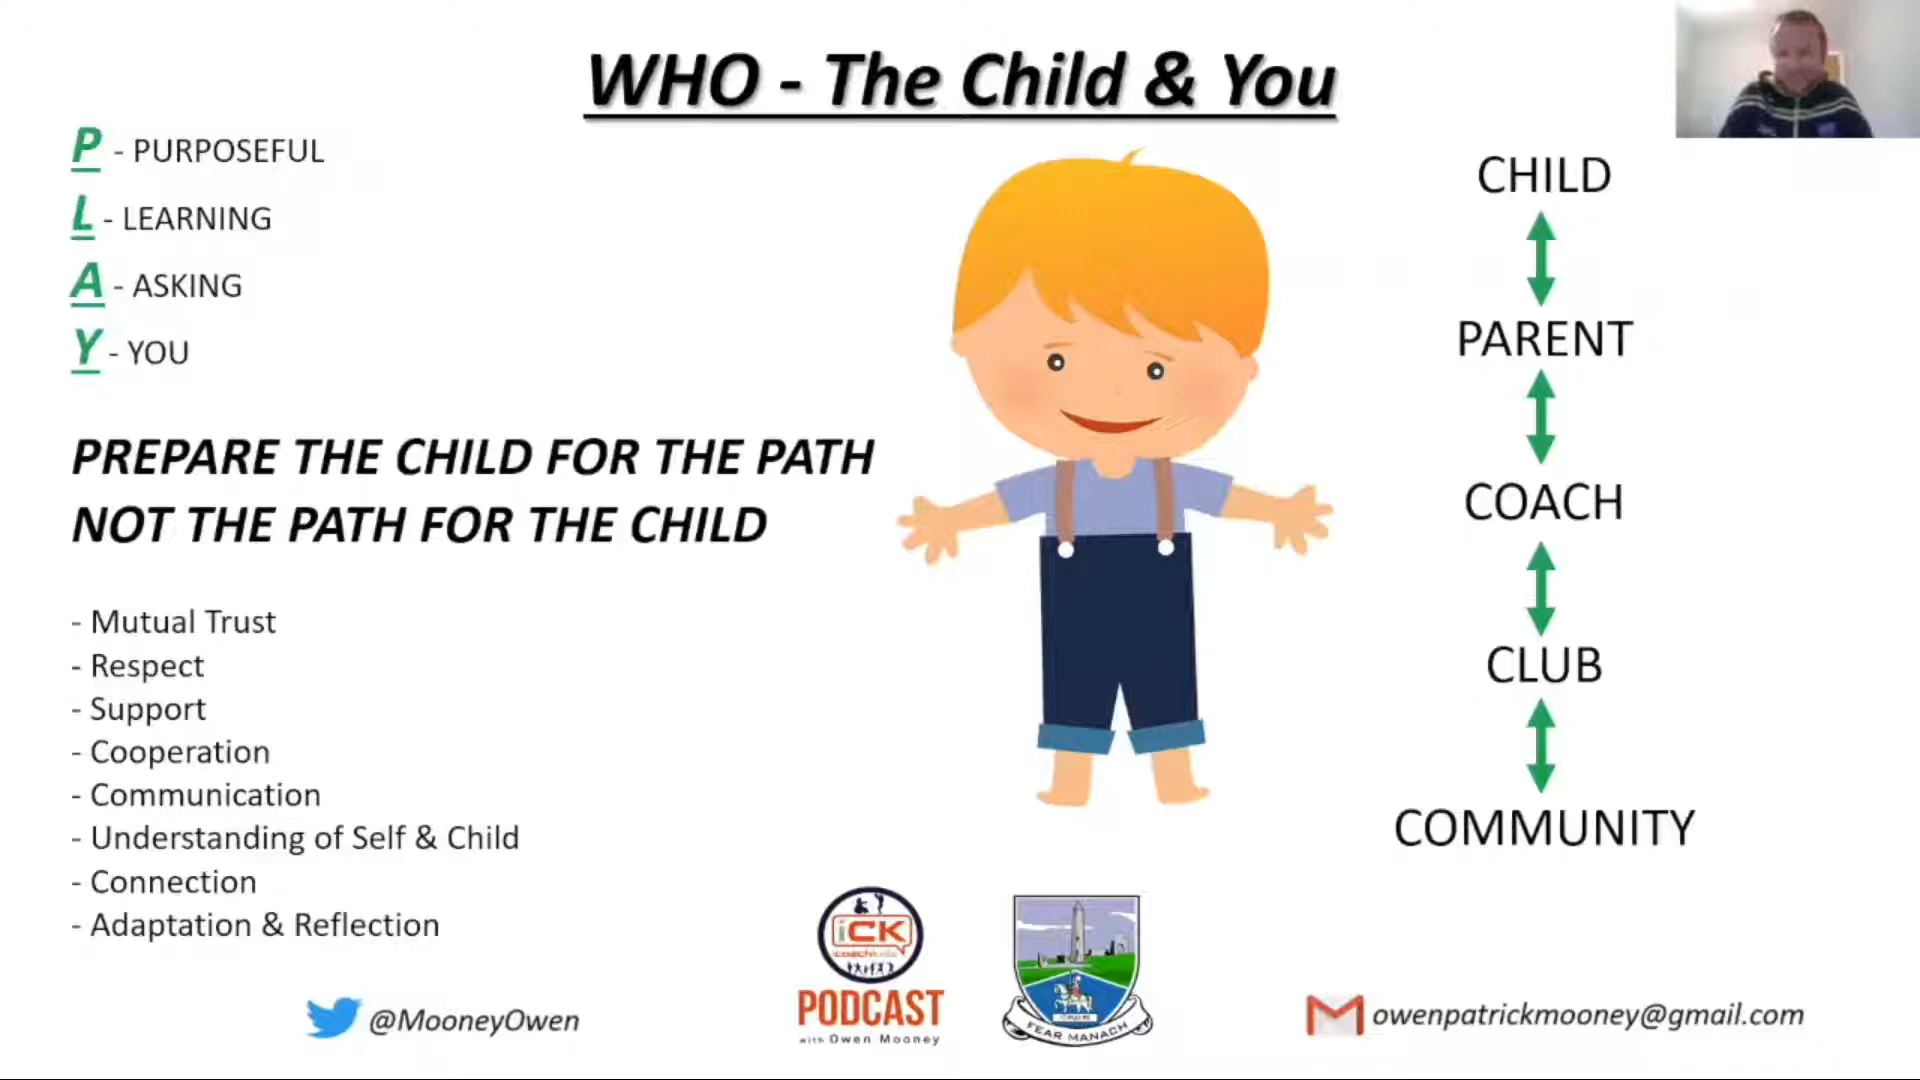 WHO - The Child & You
P - PURPOSEFUL
L - LEARNING
A - ASKING
Y - YOU
PREPARE THE CHILD FOR THE PATH
NOT THE PATH FOR THE CHILD
- Mutual Trust
- Respect
- Support
- Cooperation
- Communication
- Understanding of Self & Child
- Connection
- Adaptation & Reflection
CHILD
PARENT
COACH
CLUB
COMMUNITY
@MooneyOwen
iCK
coachkids
PODCAST
with Owen Mooney
FEAR MANACH
owenpatrickmooney@gmail.com